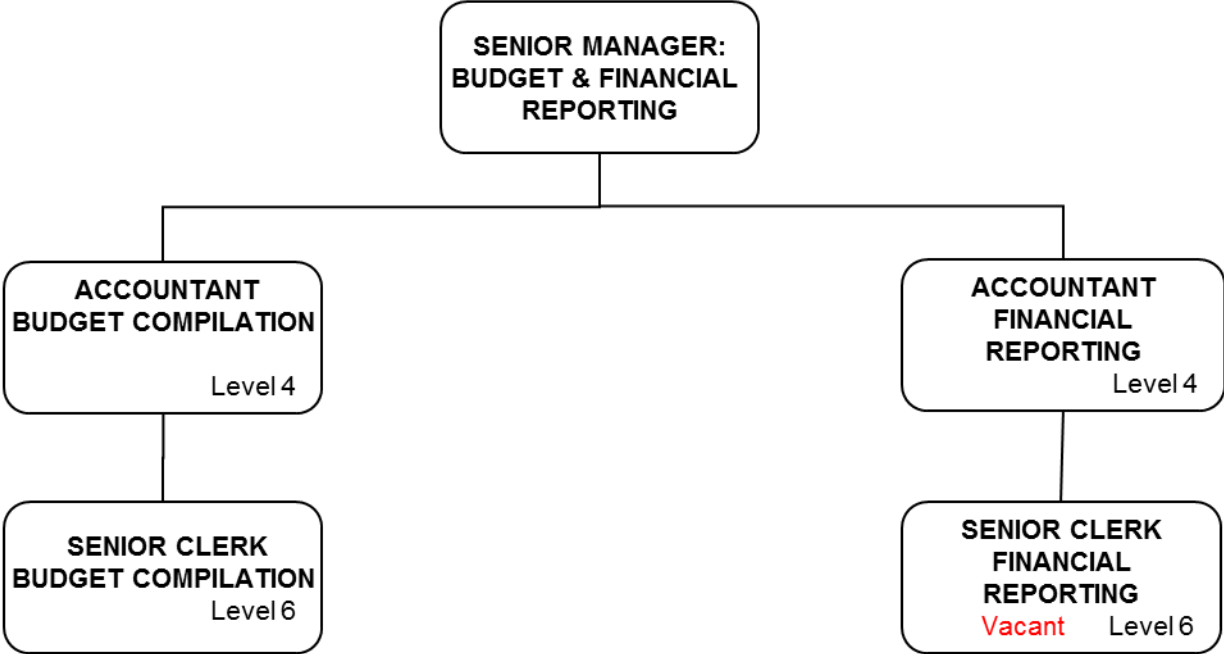 SENIOR MANAGER:
BUDGET & FINANCIAL
REPORTING
ACCOUNTANT
BUDGET COMPILATION
Level 4
ACCOUNTANT
FINANCIAL
REPORTING
Level 4
SENIOR CLERK
BUDGET COMPILATION
Level 6
SENIOR CLERK
FINANCIAL
REPORTING
Vacant Level 6